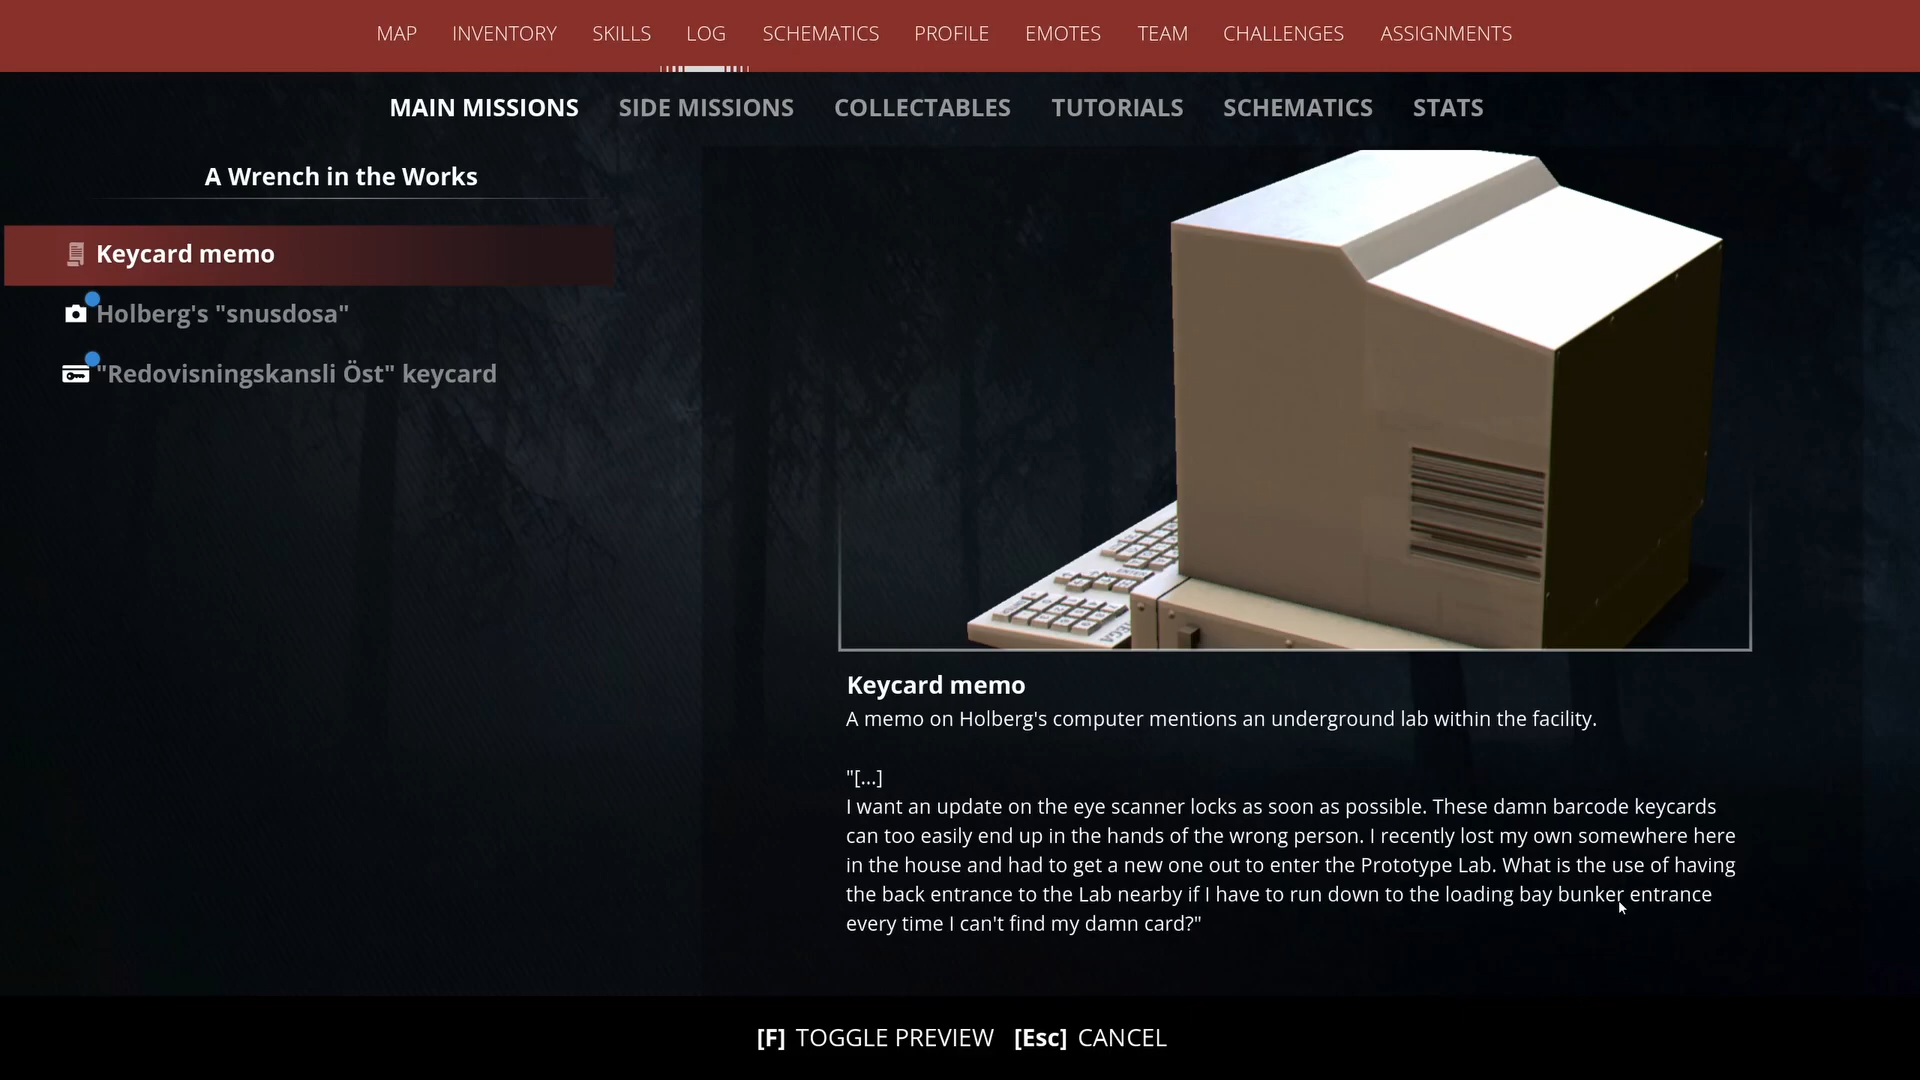 MAP INVENTORY SKILLS LOG SCHEMATICS PROFILE EMOTES TEAM CHALLENGES ASSIGNMENTS
MAIN MISSIONS SIDE MISSIONS COLLECTABLES TUTORIALS SCHEMATICS STATS
A Wrench in the Works
Keycard memo
Holberg's "snusdosa"
"Redovisningskansli Öst" keycard
Keycard memo
A memo on Holberg's computer mentions an underground lab within the facility.
"[...]
I want an update on the eye scanner locks as soon as possible. These damn barcode keycards
can too easily end up in the hands of the wrong person. I recently lost my own somewhere here
in the house and had to get a new one out to enter the Prototype Lab. What is the use of having
the back entrance to the Lab nearby if I have to run down to the loading bay bunker entrance
every time I can't find my damn card?"
[F] TOGGLE PREVIEW [Esc] CANCEL